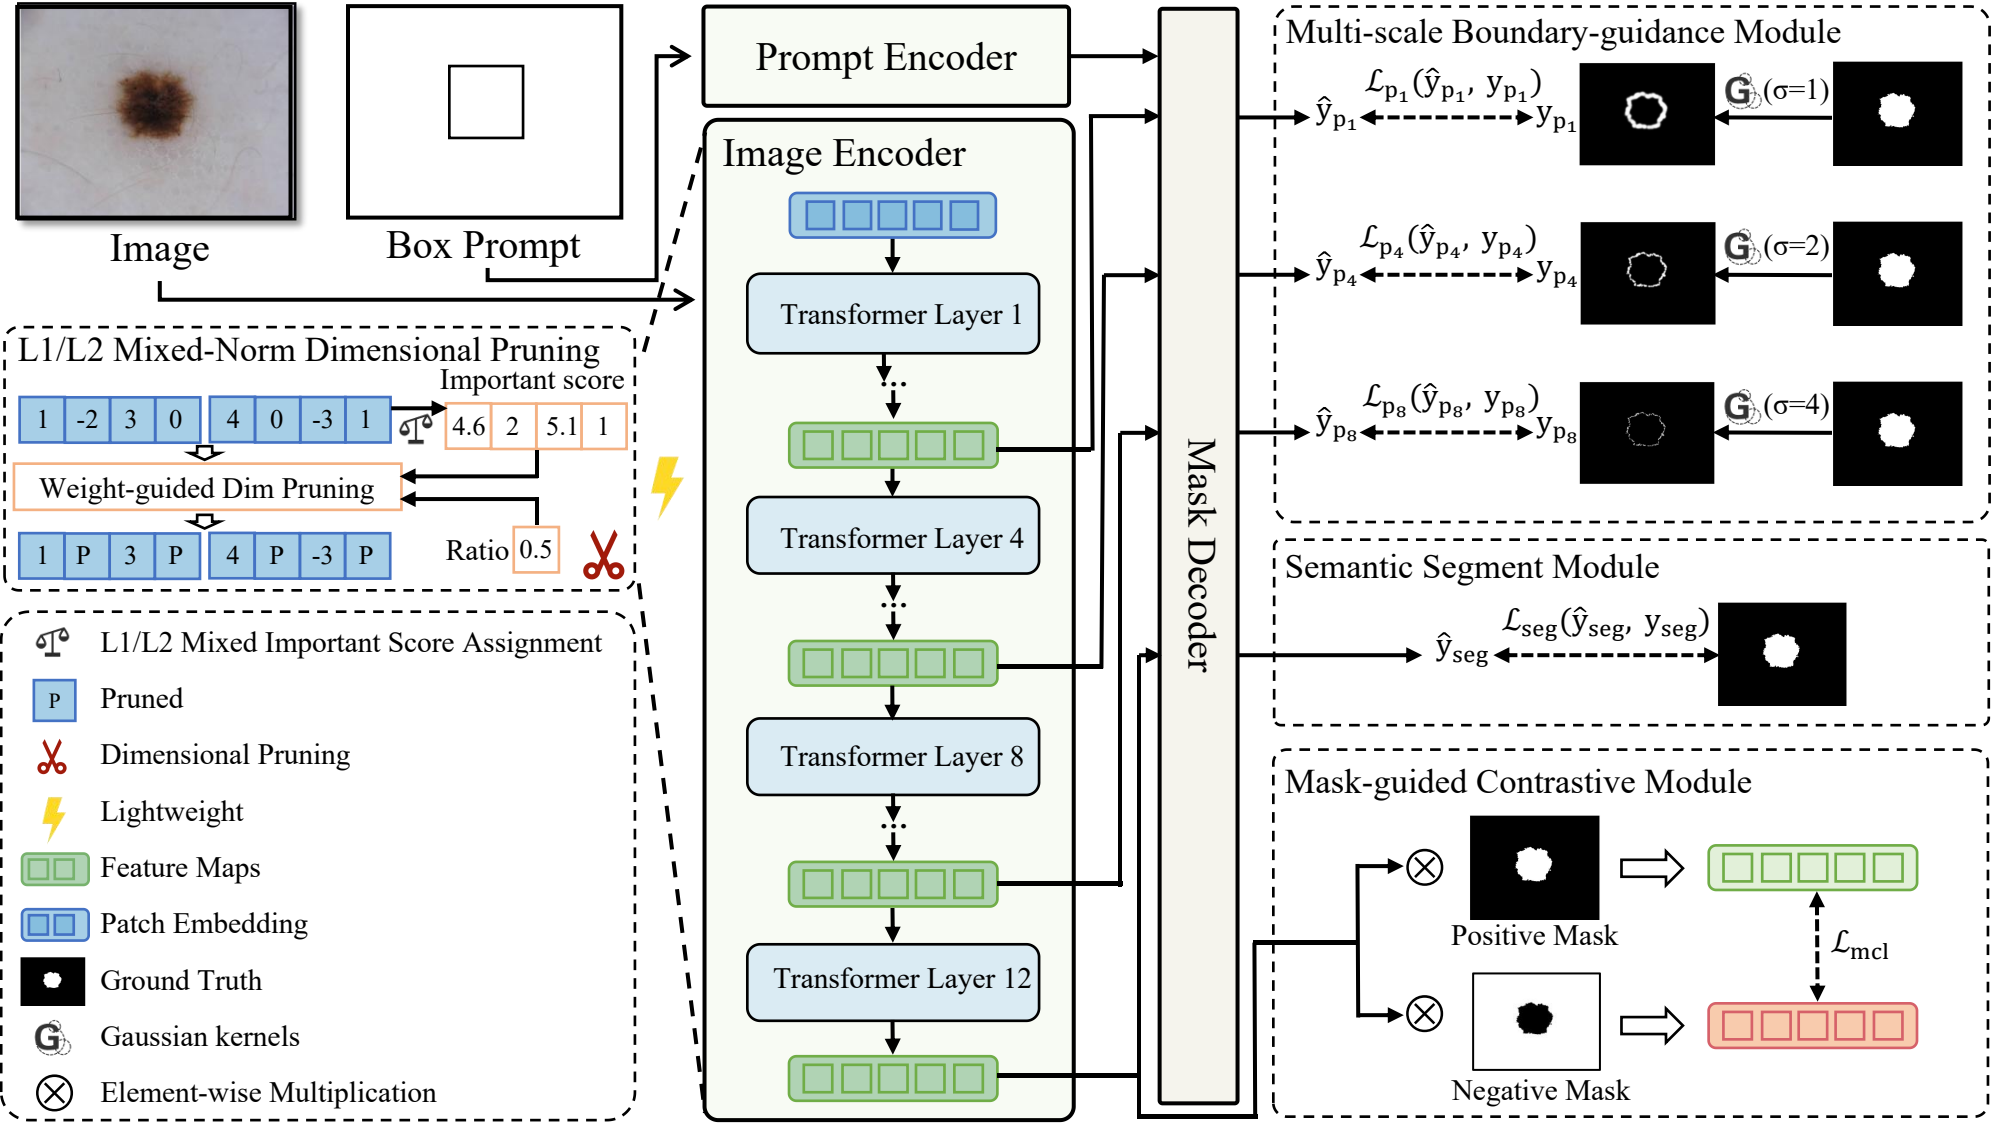 Image
Box Prompt
L1/L2 Mixed-Norm Dimensional Pruning
Important score
1 -2 3 0 4 0 -3 1
4.6 2 5.1 1
Weight-guided Dim Pruning
1 P 3 P 4 P -3 P
Ratio 0.5
L1/L2 Mixed Important Score Assignment
P Pruned
Dimensional Pruning
Lightweight
Feature Maps
Patch Embedding
Ground Truth
G Gaussian kernels
Element-wise Multiplication
Prompt Encoder
Image Encoder
Transformer Layer 1
...
Transformer Layer 4
...
Transformer Layer 8
...
Transformer Layer 12
Mask Decoder
Multi-scale Boundary-guidance Module
ℒp₁(ŷp₁, yp₁)
ŷp₁ yp₁ G (σ=1)
ℒp₄(ŷp₄, yp₄)
ŷp₄ yp₄ G (σ=2)
ℒp₈(ŷp₈, yp₈)
ŷp₈ yp₈ G (σ=4)
Semantic Segment Module
ℒseg(ŷseg, yseg)
ŷseg
Mask-guided Contrastive Module
Positive Mask
ℒmcl
Negative Mask